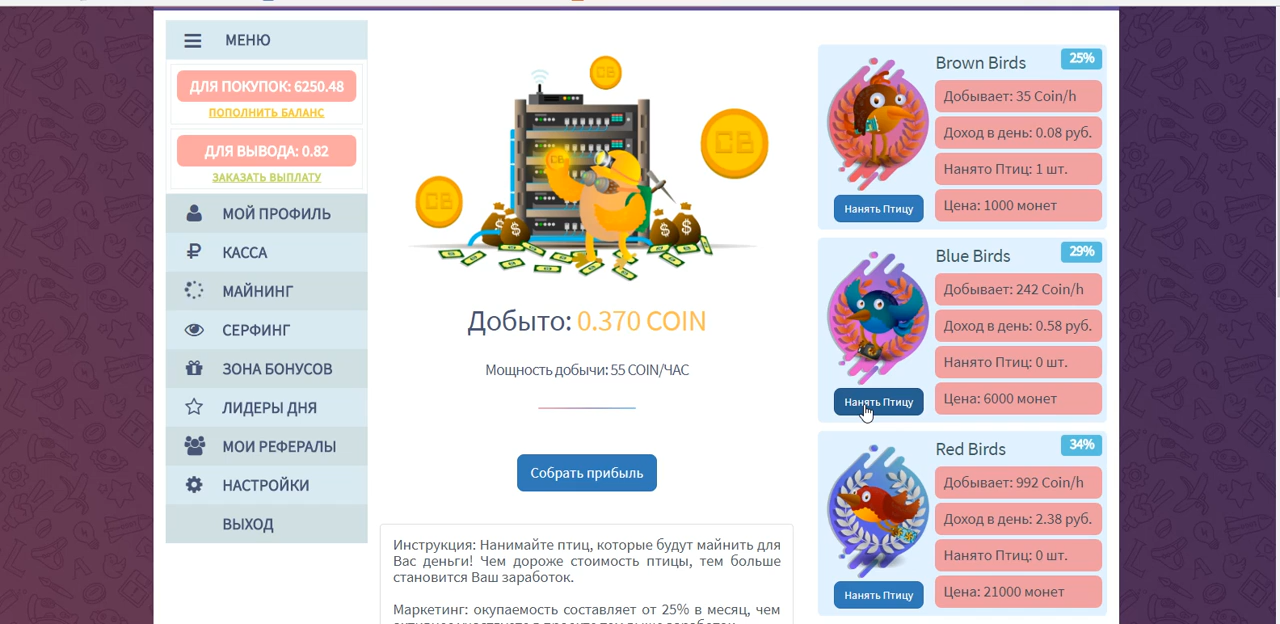 МЕНЮ
ДЛЯ ПОКУПОК: 6250.48
ПОПОЛНИТЬ БАЛАНС
ДЛЯ ВЫВОДА: 0.82
ЗАКАЗАТЬ ВЫПЛАТУ
МОЙ ПРОФИЛЬ
КАССА
МАЙНИНГ
СЕРФИНГ
ЗОНА БОНУСОВ
ЛИДЕРЫ ДНЯ
МОИ РЕФЕРАЛЫ
НАСТРОЙКИ
ВЫХОД
CB
CB
CB
CB
Добыто: 0.370 COIN
Мощность добычи: 55 COIN/ЧАС
Собрать прибыль
Инструкция: Нанимайте птиц, которые будут майнить для
Вас деньги! Чем дороже стоимость птицы, тем больше
становится Ваш заработок.
Маркетинг: окупаемость составляет от 25% в месяц, чем
Brown Birds
25%
Добывает: 35 Coin/h
Доход в день: 0.08 руб.
Нанято Птиц: 1 шт.
Цена: 1000 монет
Нанять Птицу
Blue Birds
29%
Добывает: 242 Coin/h
Доход в день: 0.58 руб.
Нанято Птиц: 0 шт.
Цена: 6000 монет
Нанять Птицу
Red Birds
34%
Добывает: 992 Coin/h
Доход в день: 2.38 руб.
Нанято Птиц: 0 шт.
Цена: 21000 монет
Нанять Птицу